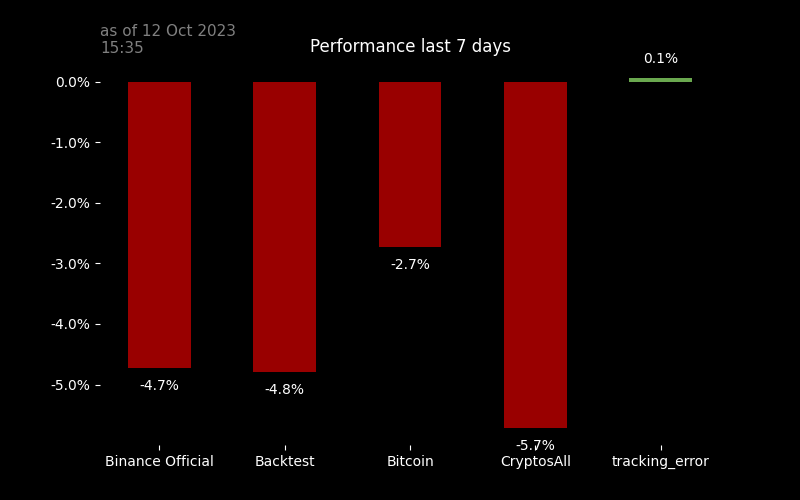 as of 12 Oct 2023
15:35
Performance last 7 days
0.1%
0.0%
-1.0%
-2.0%
-3.0%
-4.0%
-5.0%
-2.7%
-4.7%
-4.8%
-5.7%
Binance Official
Backtest
Bitcoin
CryptosAll
tracking_error